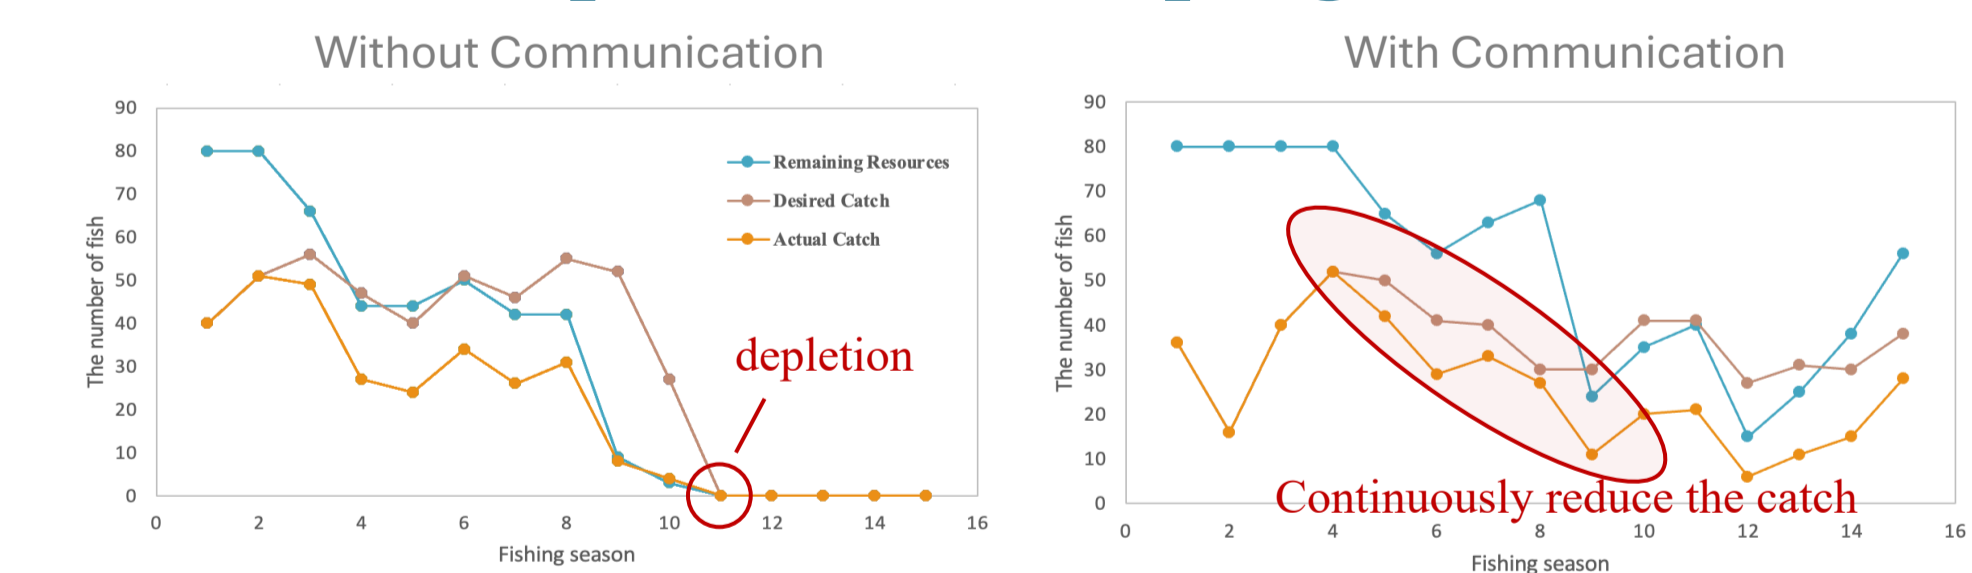 Without Communication
The number of fish
90
80
70
60
50
40
30
20
10
0
Remaining Resources
Desired Catch
Actual Catch
depletion
0 2 4 6 8 10 12 14 16
Fishing season
With Communication
The number of fish
90
80
70
60
50
40
30
20
10
0
Continuously reduce the catch
0 2 4 6 8 10 12 14 16
Fishing season